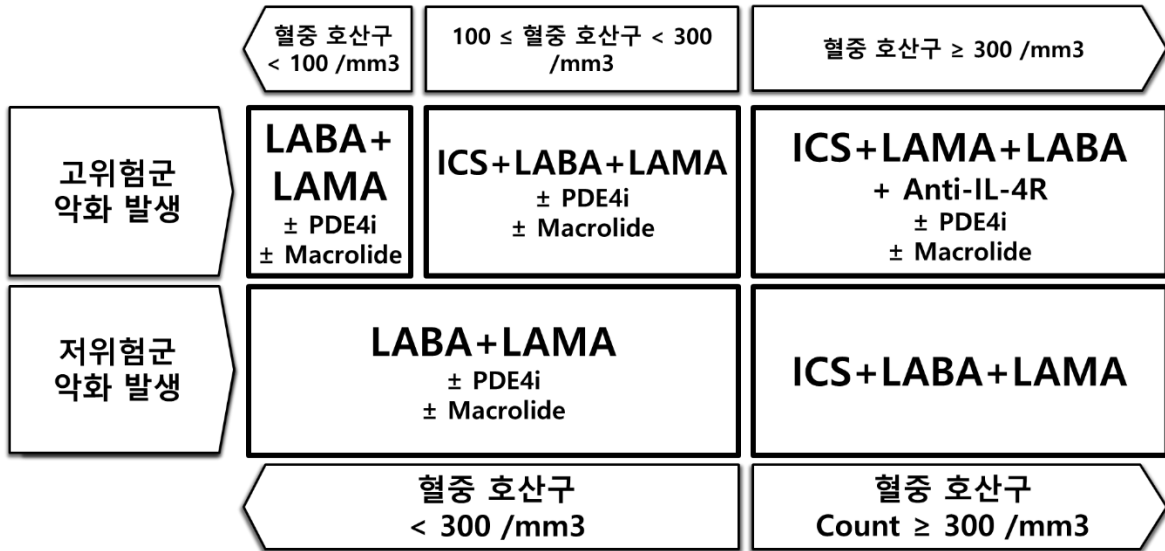 혈중 호산구
< 100 /mm3
100 ≤ 혈중 호산구 < 300
/mm3
혈중 호산구 ≥ 300 /mm3
고위험군
악화 발생
LABA+
LAMA
± PDE4i
± Macrolide
ICS+LABA+LAMA
± PDE4i
± Macrolide
ICS+LAMA+LABA
+ Anti-IL-4R
± PDE4i
± Macrolide
저위험군
악화 발생
LABA+LAMA
± PDE4i
± Macrolide
ICS+LABA+LAMA
혈중 호산구
< 300 /mm3
혈중 호산구
Count ≥ 300 /mm3